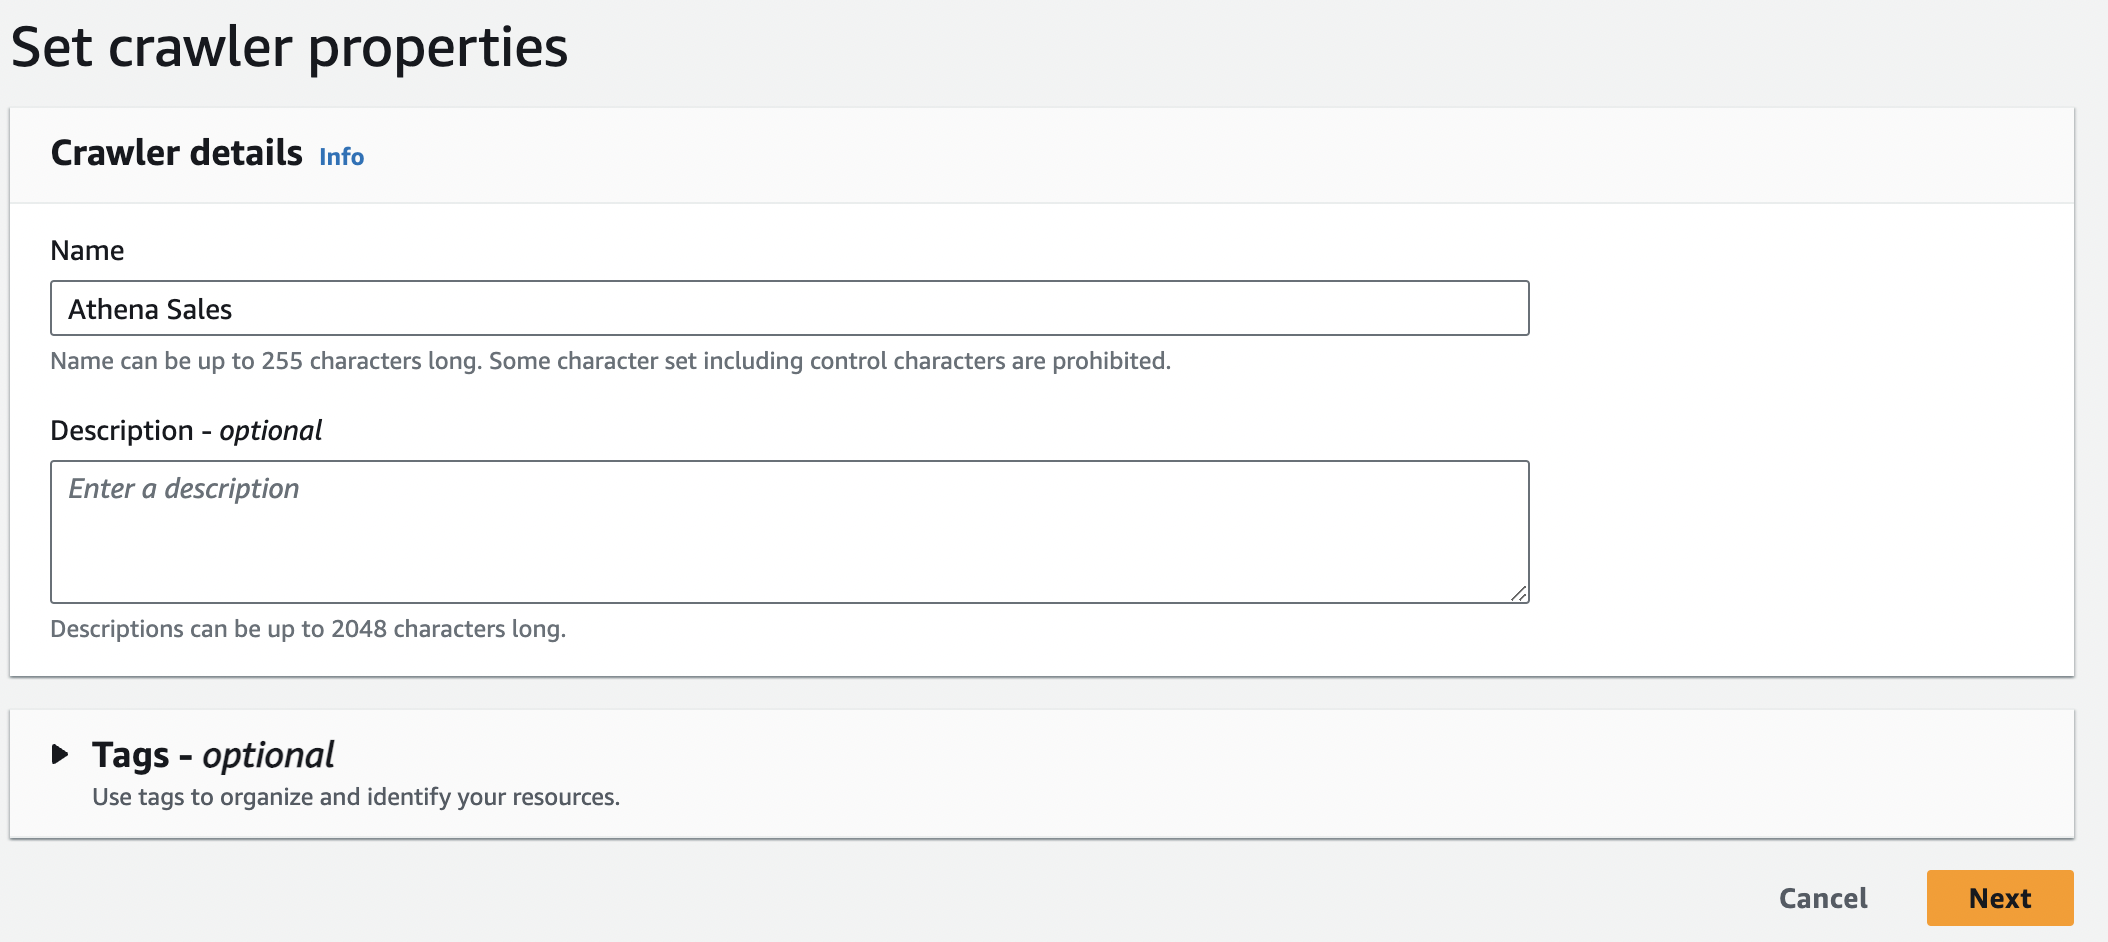 Set crawler properties
Crawler details Info
Name
Athena Sales
Name can be up to 255 characters long. Some character set including control characters are prohibited.
Description - optional
Enter a description
Descriptions can be up to 2048 characters long.
Tags - optional
Use tags to organize and identify your resources.
Cancel Next